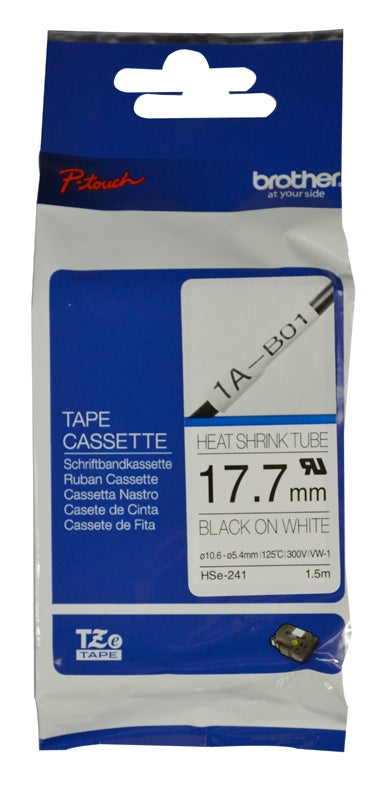 P-touch
brother
at your side
1A-B01
TAPE
CASSETTE
Schriftbandkassette
Ruban Cassette
Cassetta Nastro
Casete de Cinta
Cassete de Fita
HEAT SHRINK TUBE
17.7mm
BLACK ON WHITE
ø10.6-ø5.4mm|125℃|300V|VW-1
HSe-241 1.5m
TZe
TAPE